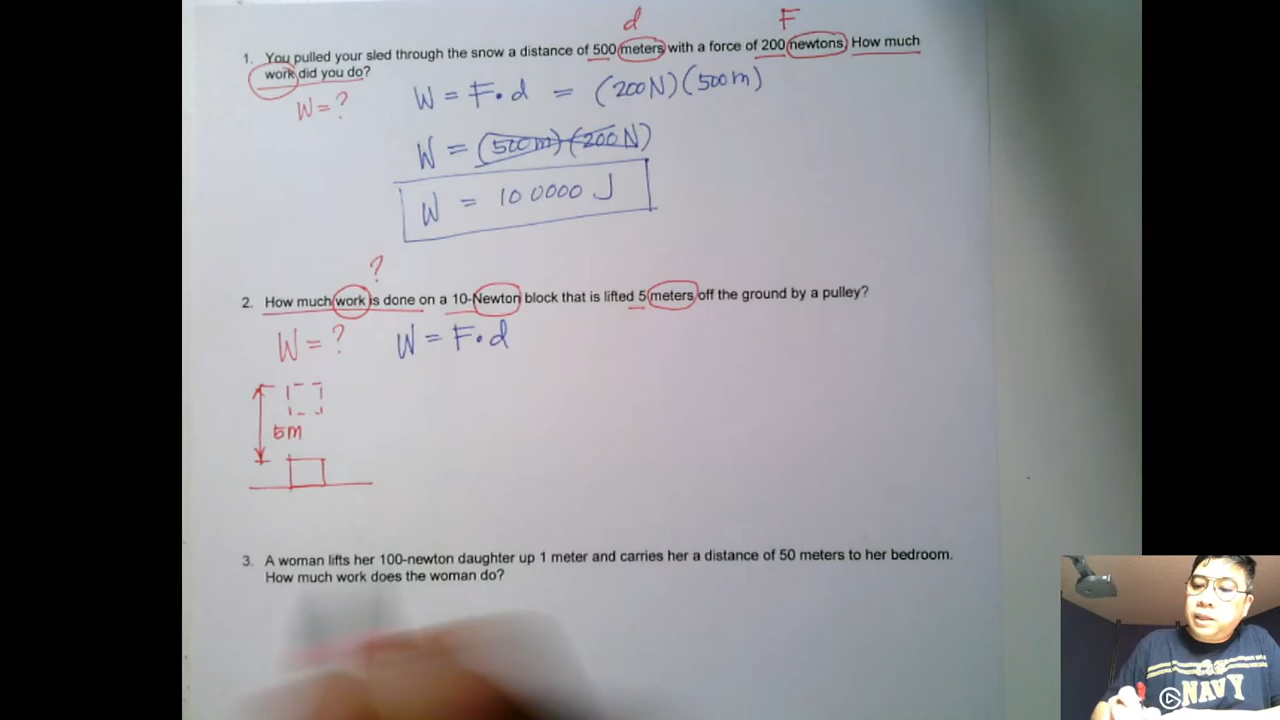 d F
1. You pulled your sled through the snow a distance of 500 meters with a force of 200 newtons. How much
work did you do?
W = ? W = F · d = (200N)(500m)
W = (500m)(200N)
W = 100000 J
?
2. How much work is done on a 10-Newton block that is lifted 5 meters off the ground by a pulley?
W = ? W = F · d
5m
3. A woman lifts her 100-newton daughter up 1 meter and carries her a distance of 50 meters to her bedroom.
How much work does the woman do?
NAVY